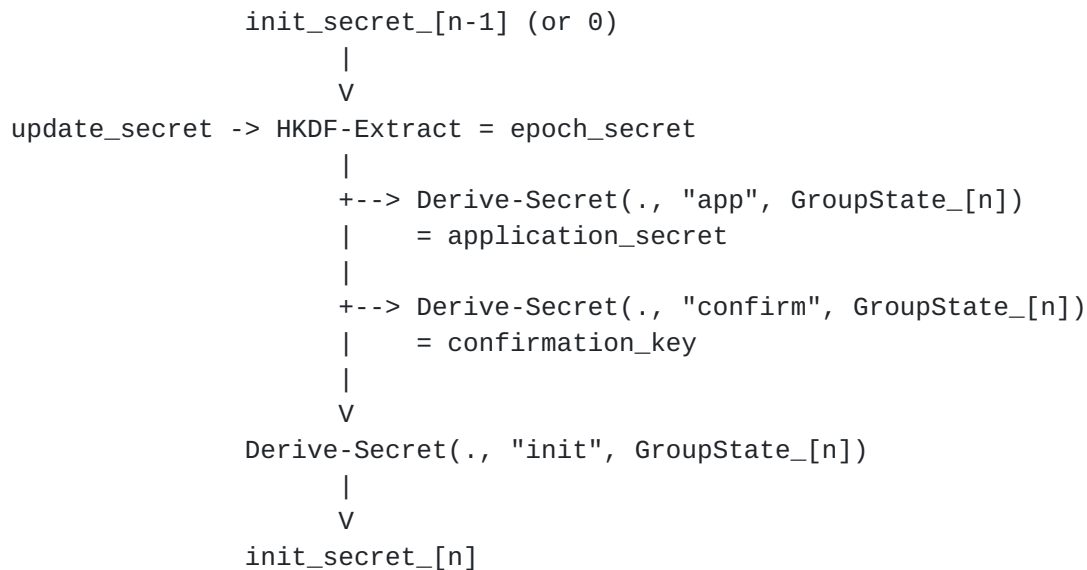 init_secret_[n-1] (or 0)
|
V
update_secret -> HKDF-Extract = epoch_secret
|
+--> Derive-Secret(., "app", GroupState_[n])
|    = application_secret
|
+--> Derive-Secret(., "confirm", GroupState_[n])
|    = confirmation_key
|
V
Derive-Secret(., "init", GroupState_[n])
|
V
init_secret_[n]